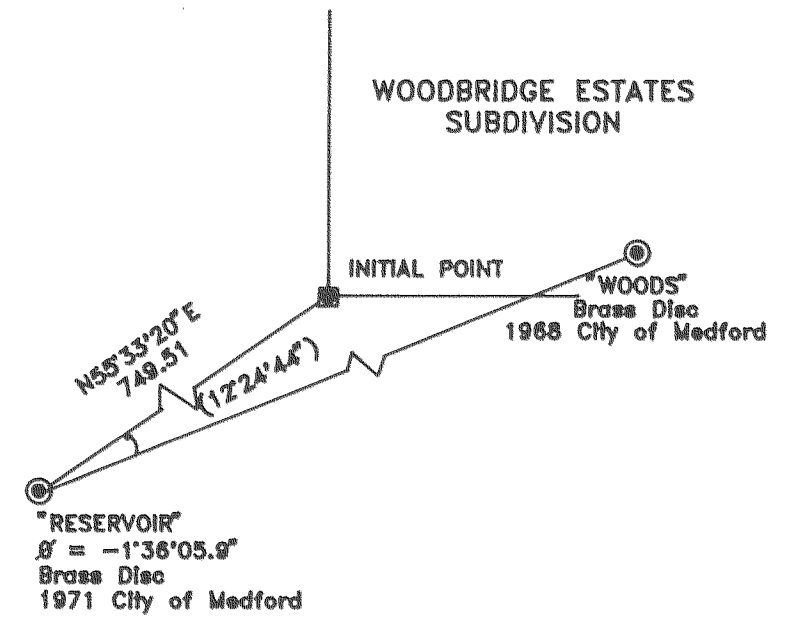 WOODBRIDGE ESTATES
SUBDIVISION
INITIAL POINT
"WOODS"
Brass Disc
1968 City of Medford
N55°33'20"E
749.51
(12°24'44")
"RESERVOIR"
θ = -1°36'05.9"
Brass Disc
1971 City of Medford